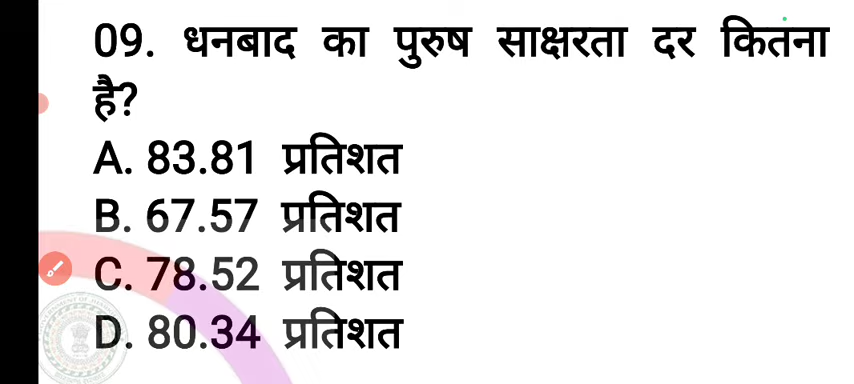 09. धनबाद का पुरुष साक्षरता दर कितना
है?
A. 83.81 प्रतिशत
B. 67.57 प्रतिशत
C. 78.52 प्रतिशत
D. 80.34 प्रतिशत